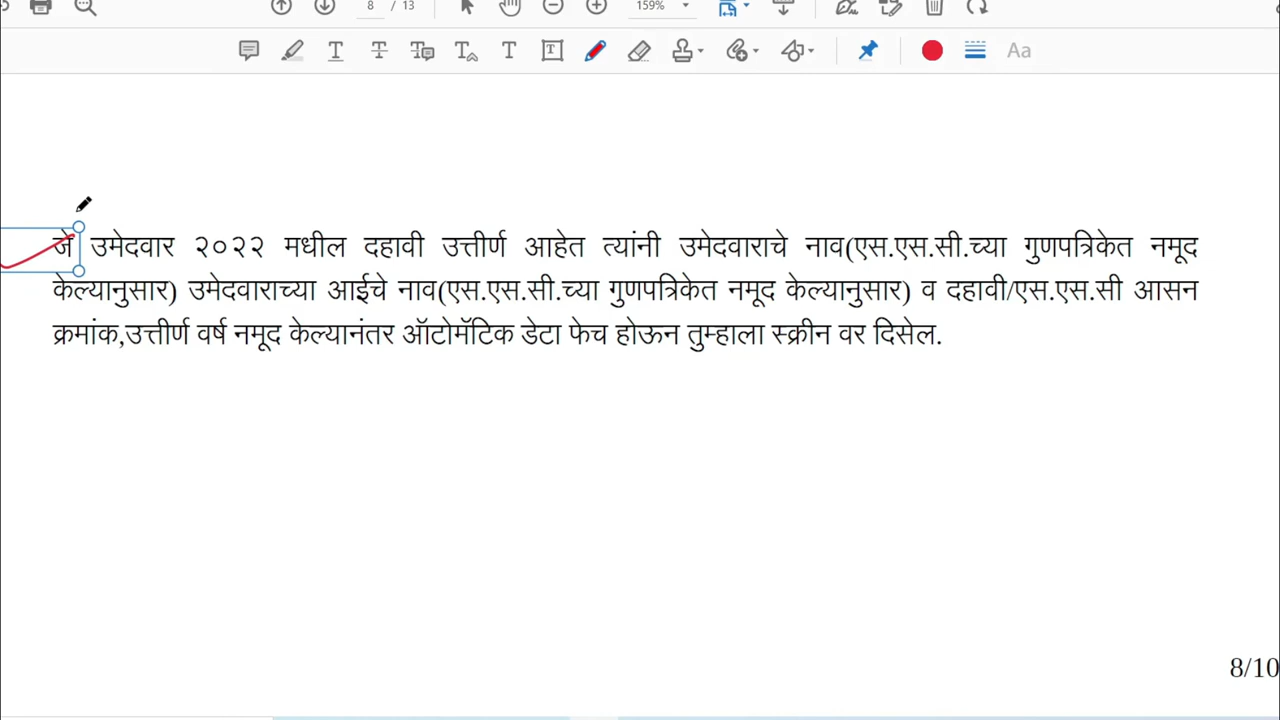 8 / 13 159%
T T T T T T Aa
जे उमेदवार २०२२ मधील दहावी उत्तीर्ण आहेत त्यांनी उमेदवाराचे नाव(एस.एस.सी.च्या गुणपत्रिकेत नमूद
केल्यानुसार) उमेदवाराच्या आईचे नाव(एस.एस.सी.च्या गुणपत्रिकेत नमूद केल्यानुसार) व दहावी/एस.एस.सी आसन
क्रमांक,उत्तीर्ण वर्ष नमूद केल्यानंतर ऑटोमॅटिक डेटा फेच होऊन तुम्हाला स्क्रीन वर दिसेल.
8/10